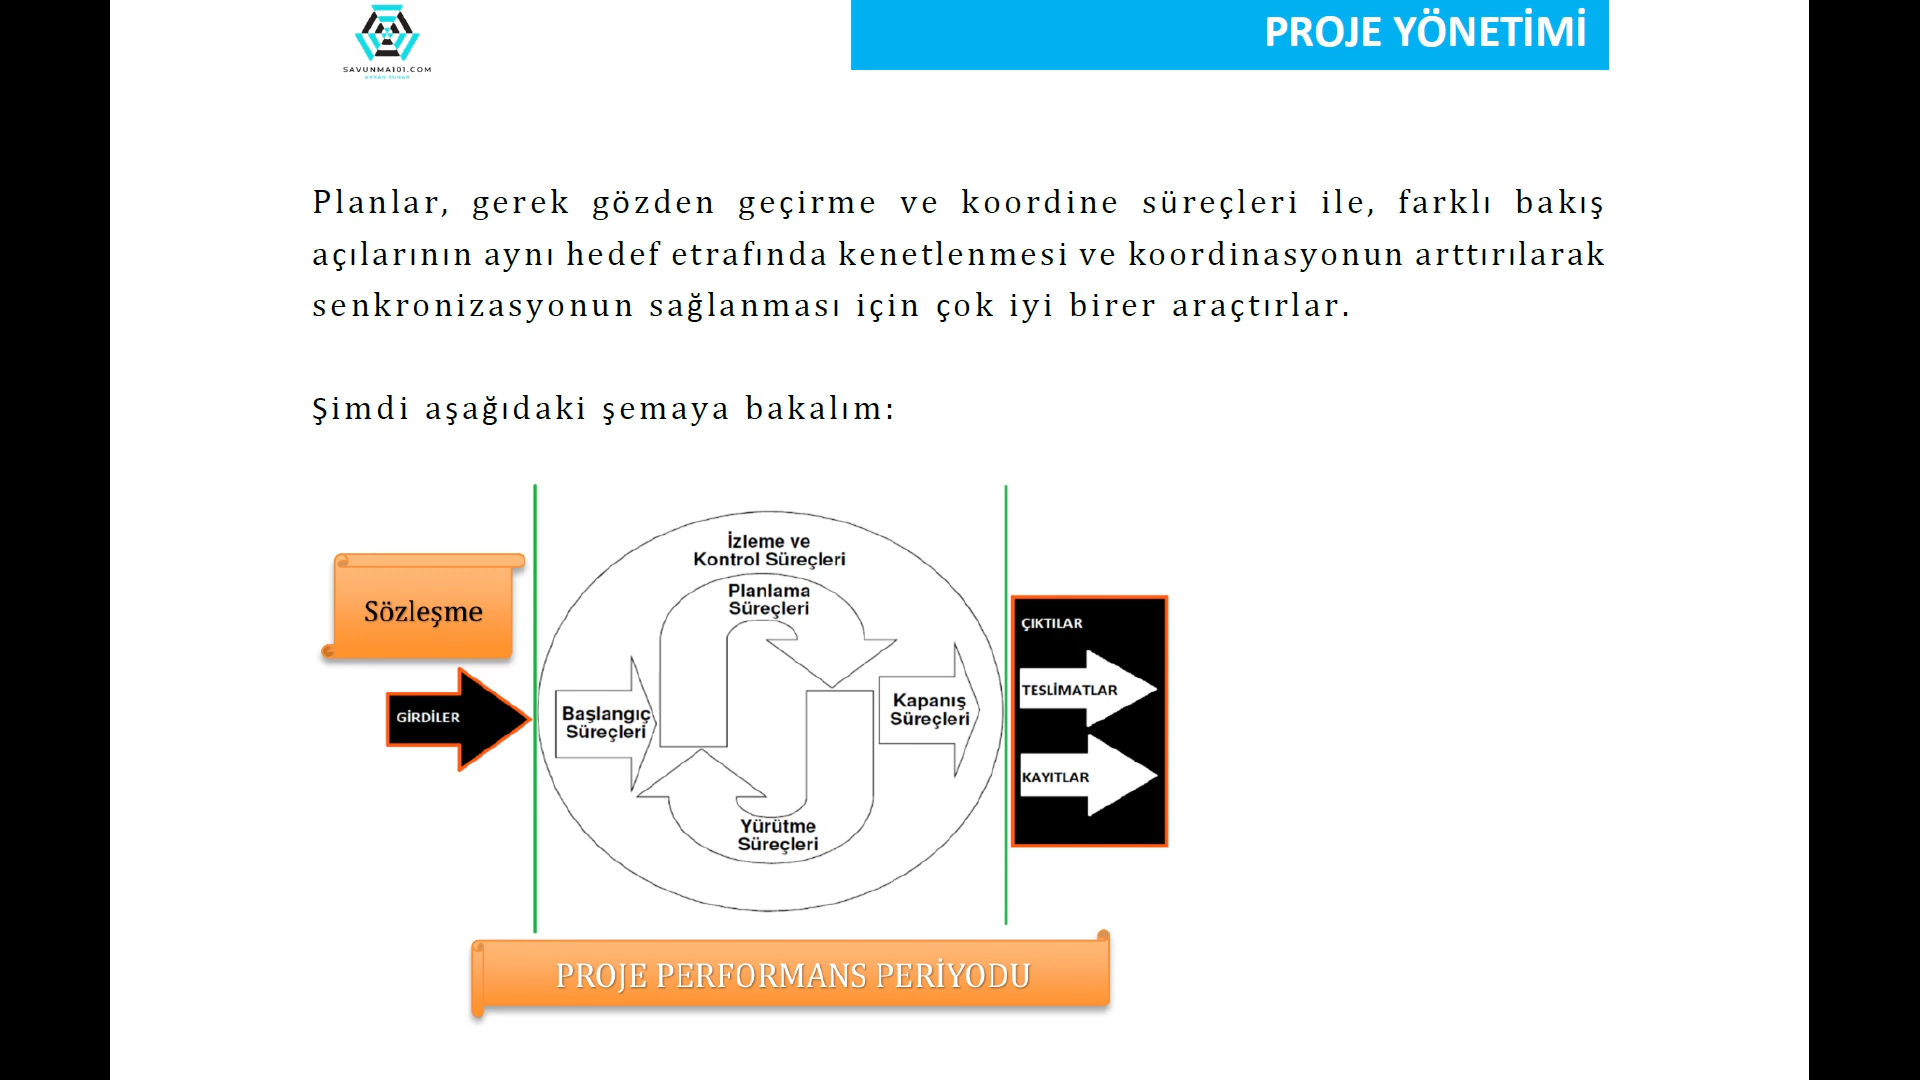 SAVUNMA101.COM
PROJE YÖNETİMİ
Planlar, gerek gözden geçirme ve koordine süreçleri ile, farklı bakış
açılarının aynı hedef etrafında kenetlenmesi ve koordinasyonun arttırılarak
senkronizasyonun sağlanması için çok iyi birer araçtırlar.
Şimdi aşağıdaki şemaya bakalım:
Sözleşme
GİRDİLER
İzleme ve
Kontrol Süreçleri
Planlama
Süreçleri
Başlangıç
Süreçleri
Yürütme
Süreçleri
Kapanış
Süreçleri
ÇIKTILAR
TESLİMATLAR
KAYITLAR
PROJE PERFORMANS PERİYODU